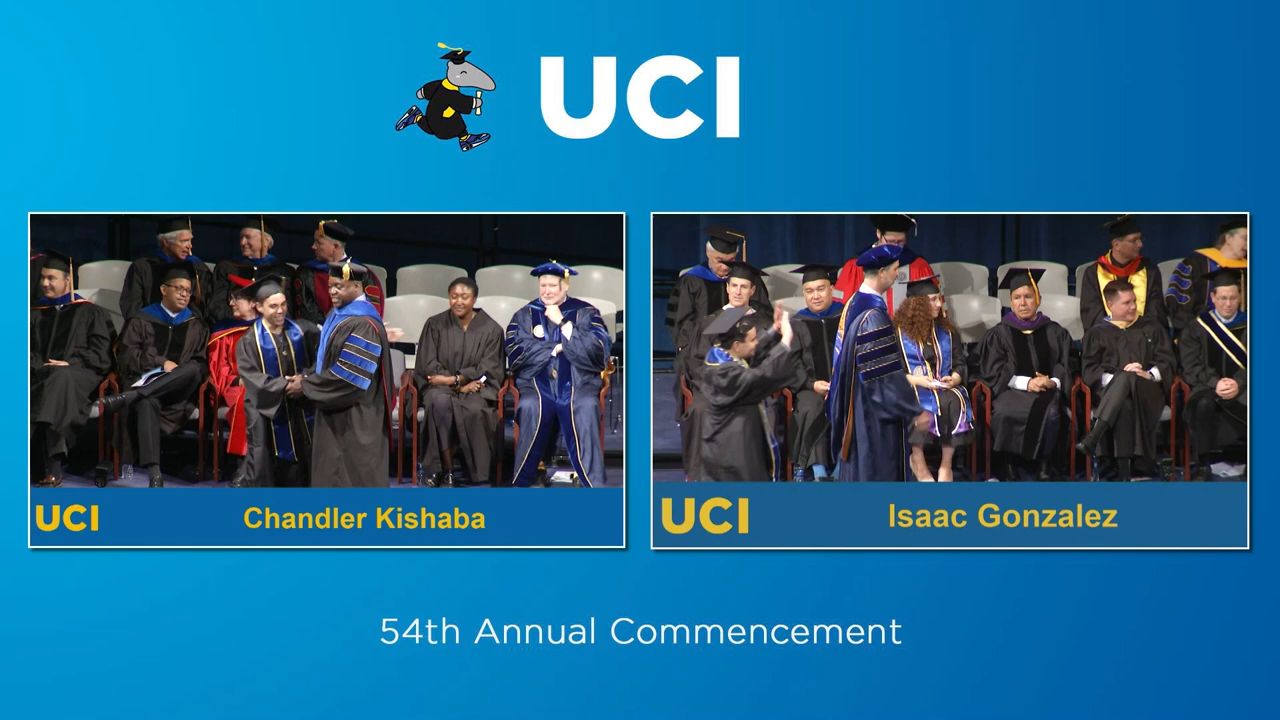 UCI
UCI
Chandler Kishaba
UCI
Isaac Gonzalez
54th Annual Commencement